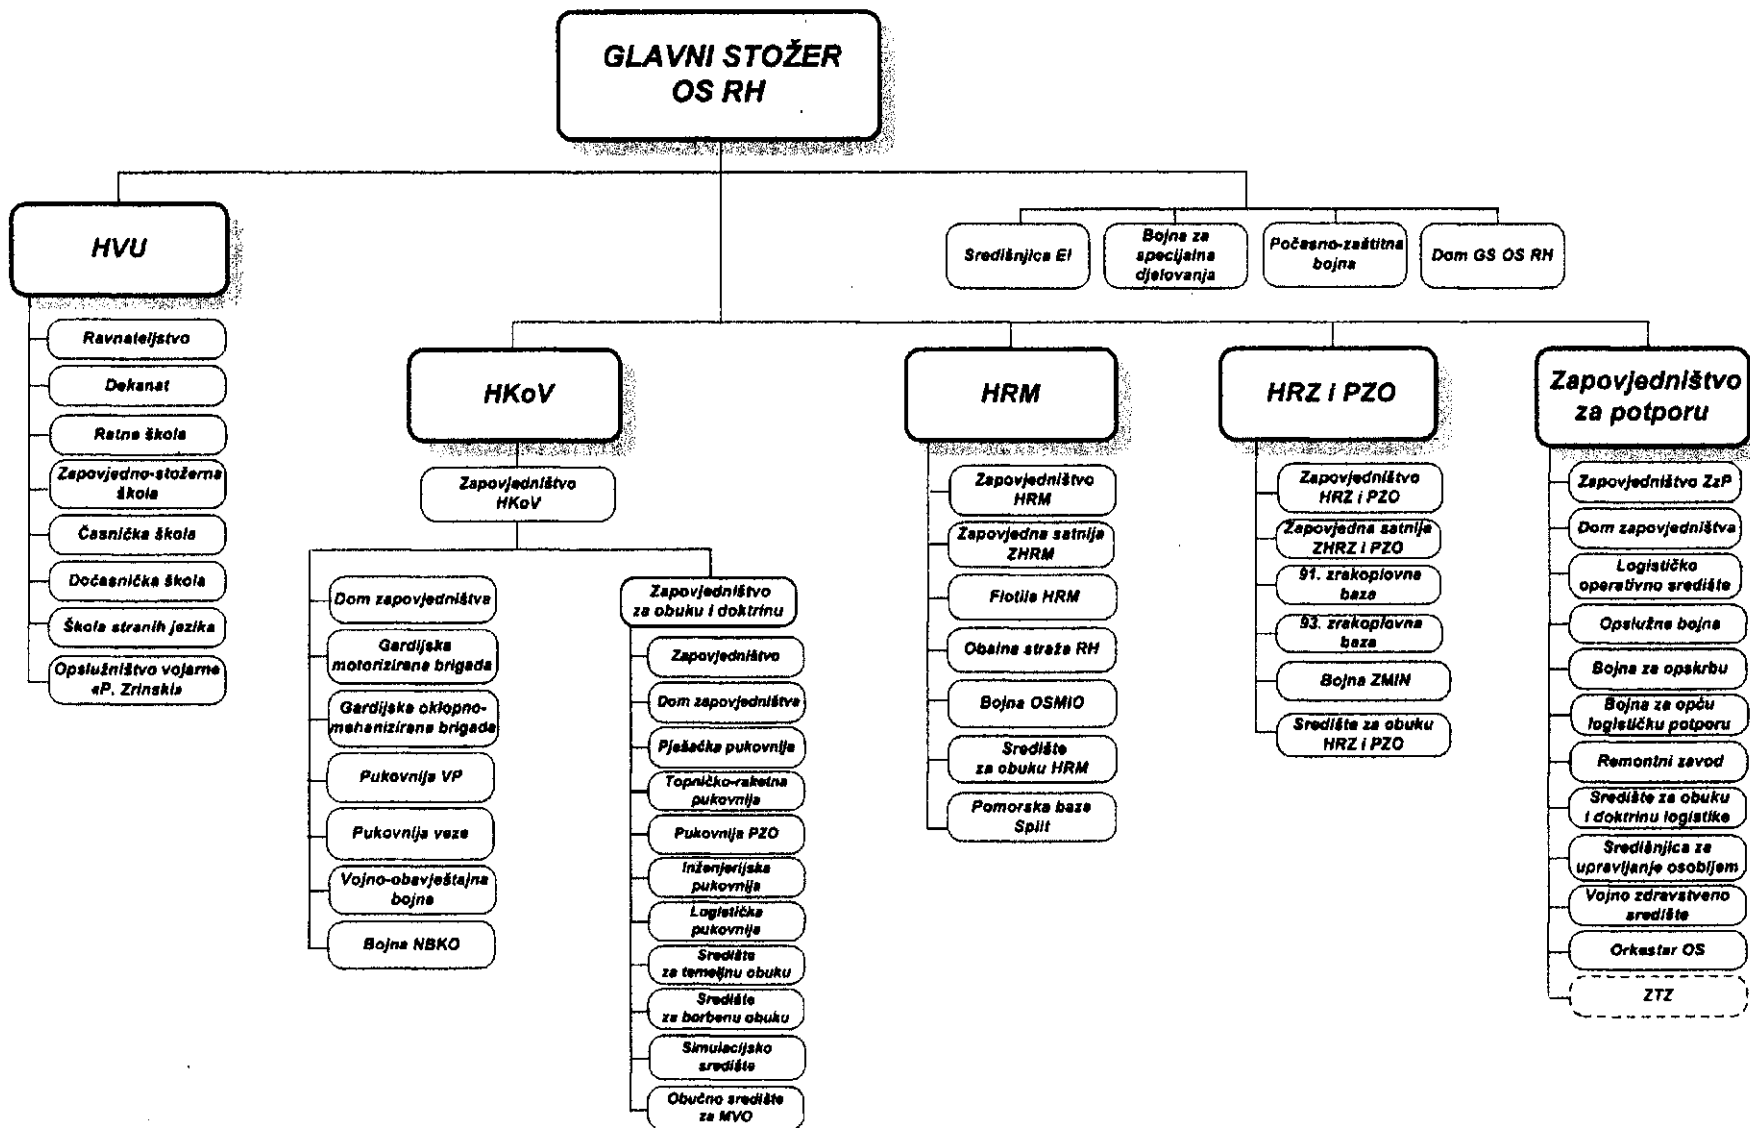 GLAVNI STOŽER
OS RH
HVU
Ravnateljstvo
Dekanat
Ratna škola
Zapovjedno-stožerna
škola
Časnička škola
Dočasnička škola
Škola stranih jezika
Opslužništvo vojarne
«P. Zrinski»
Središnjica EI
Bojna za
specijalna
djelovanja
Počasno-zaštitna
bojna
Dom GS OS RH
HKoV
Zapovjedništvo
HKoV
Dom zapovjedništva
Gardijska
motorizirana brigada
Gardijska oklopno-
mehanizirana brigada
Pukovnija VP
Pukovnija veze
Vojno-obavještajna
bojna
Bojna NBKO
Zapovjedništvo
za obuku i doktrinu
Zapovjedništvo
Dom zapovjedništva
Pješačka pukovnija
Topničko-raketna
pukovnija
Pukovnija PZO
Inženjerijska
pukovnija
Logistička
pukovnija
Središte
za temeljnu obuku
Središte
za borbenu obuku
Simulacijsko
središte
Obučno središte
za MVO
HRM
Zapovjedništvo
HRM
Zapovjedna satnija
ZHRM
Flotila HRM
Obalna straža RH
Bojna OSMIO
Središte
za obuku HRM
Pomorska baza
Split
HRZ i PZO
Zapovjedništvo
HRZ i PZO
Zapovjedna satnija
ZHRZ i PZO
91. zrakoplovna
baza
93. zrakoplovna
baza
Bojna ZMIN
Središte za obuku
HRZ i PZO
Zapovjedništvo
za potporu
Zapovjedništvo ZzP
Dom zapovjedništva
Logističko
operativno središte
Opslužna bojna
Bojna za opskrbu
Bojna za opću
logističku potporu
Remontni zavod
Središte za obuku
i doktrinu logistike
Središnjica za
upravljanje osobljem
Vojno zdravstveno
središte
Orkestar OS
ZTZ